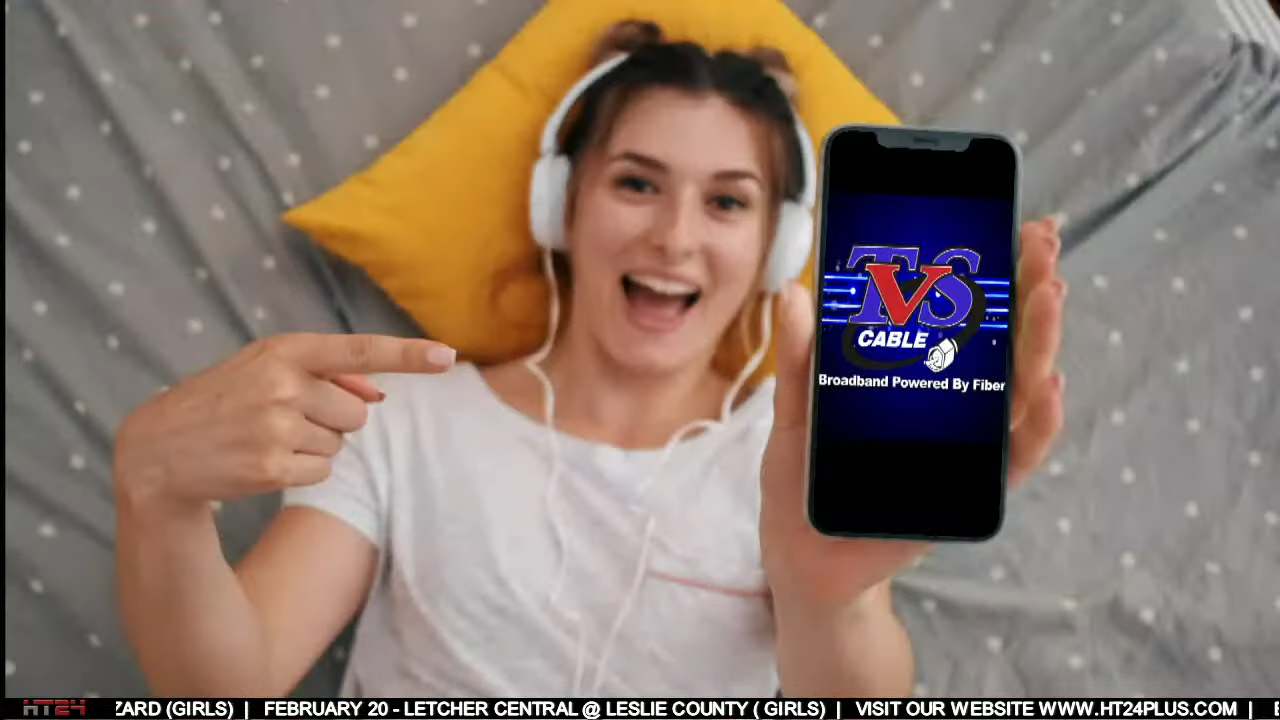 TVS
CABLE
Broadband Powered By Fiber
HT24 ZARD (GIRLS) | FEBRUARY 20 - LETCHER CENTRAL @ LESLIE COUNTY ( GIRLS) | VISIT OUR WEBSITE WWW.HT24PLUS.COM |